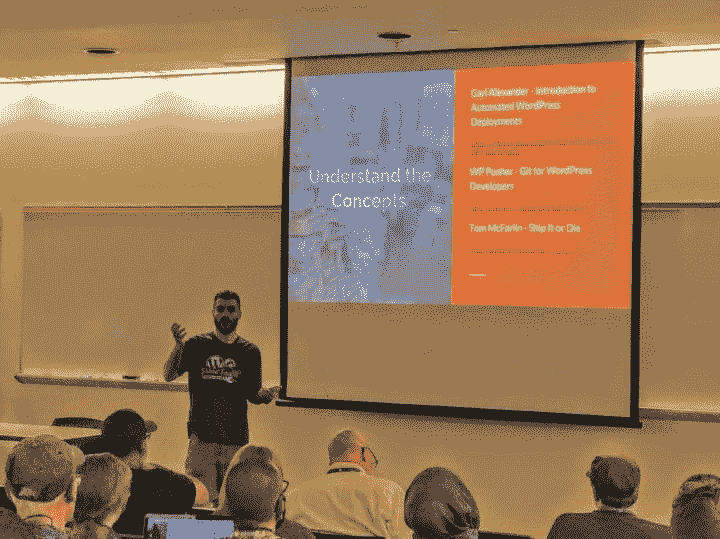 Understand the
Concepts
Carl Alexander - Introduction to
Automated WordPress
Deployments
WP Pusher - Git for WordPress
Developers
Tom McFarlin - Ship It or Die